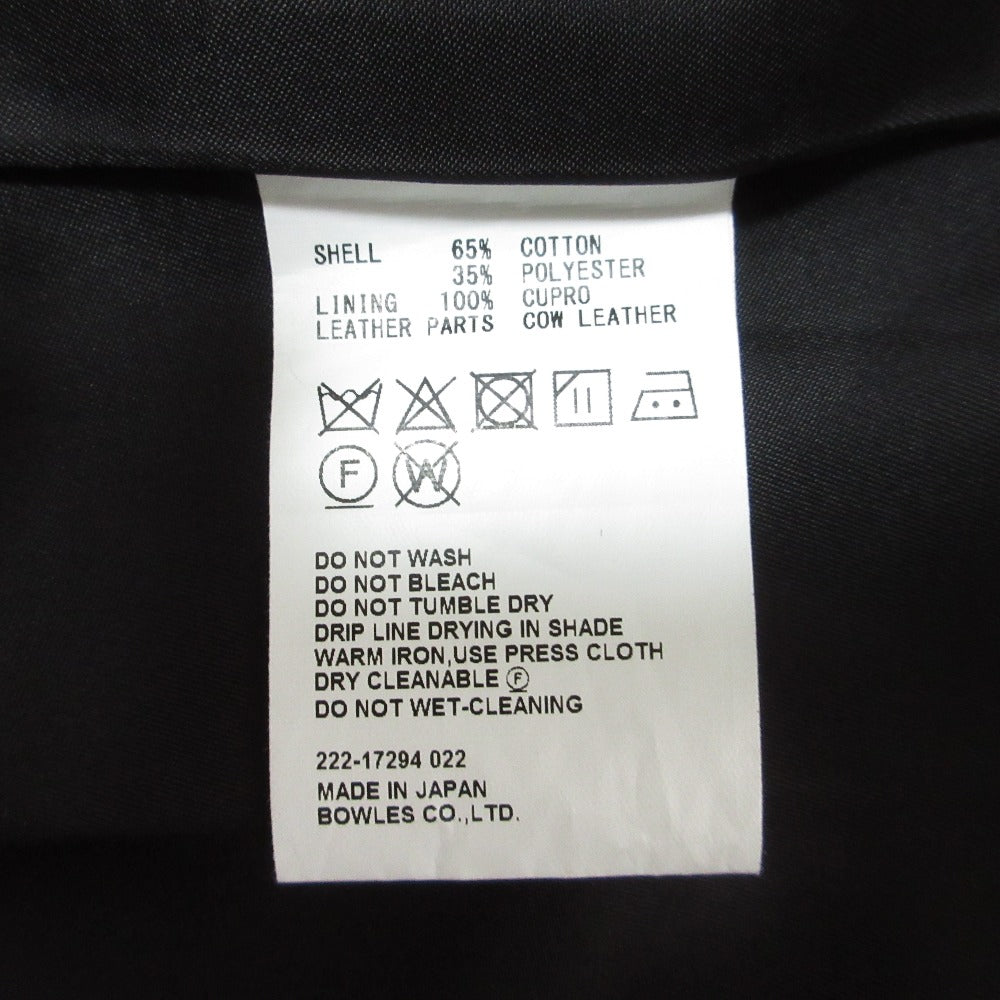 SHELL 65% COTTON
35% POLYESTER
LINING 100% CUPRO
LEATHER PARTS COW LEATHER
F W
DO NOT WASH
DO NOT BLEACH
DO NOT TUMBLE DRY
DRIP LINE DRYING IN SHADE
WARM IRON,USE PRESS CLOTH
DRY CLEANABLE Ⓕ
DO NOT WET-CLEANING
222-17294 022
MADE IN JAPAN
BOWLES CO.,LTD.